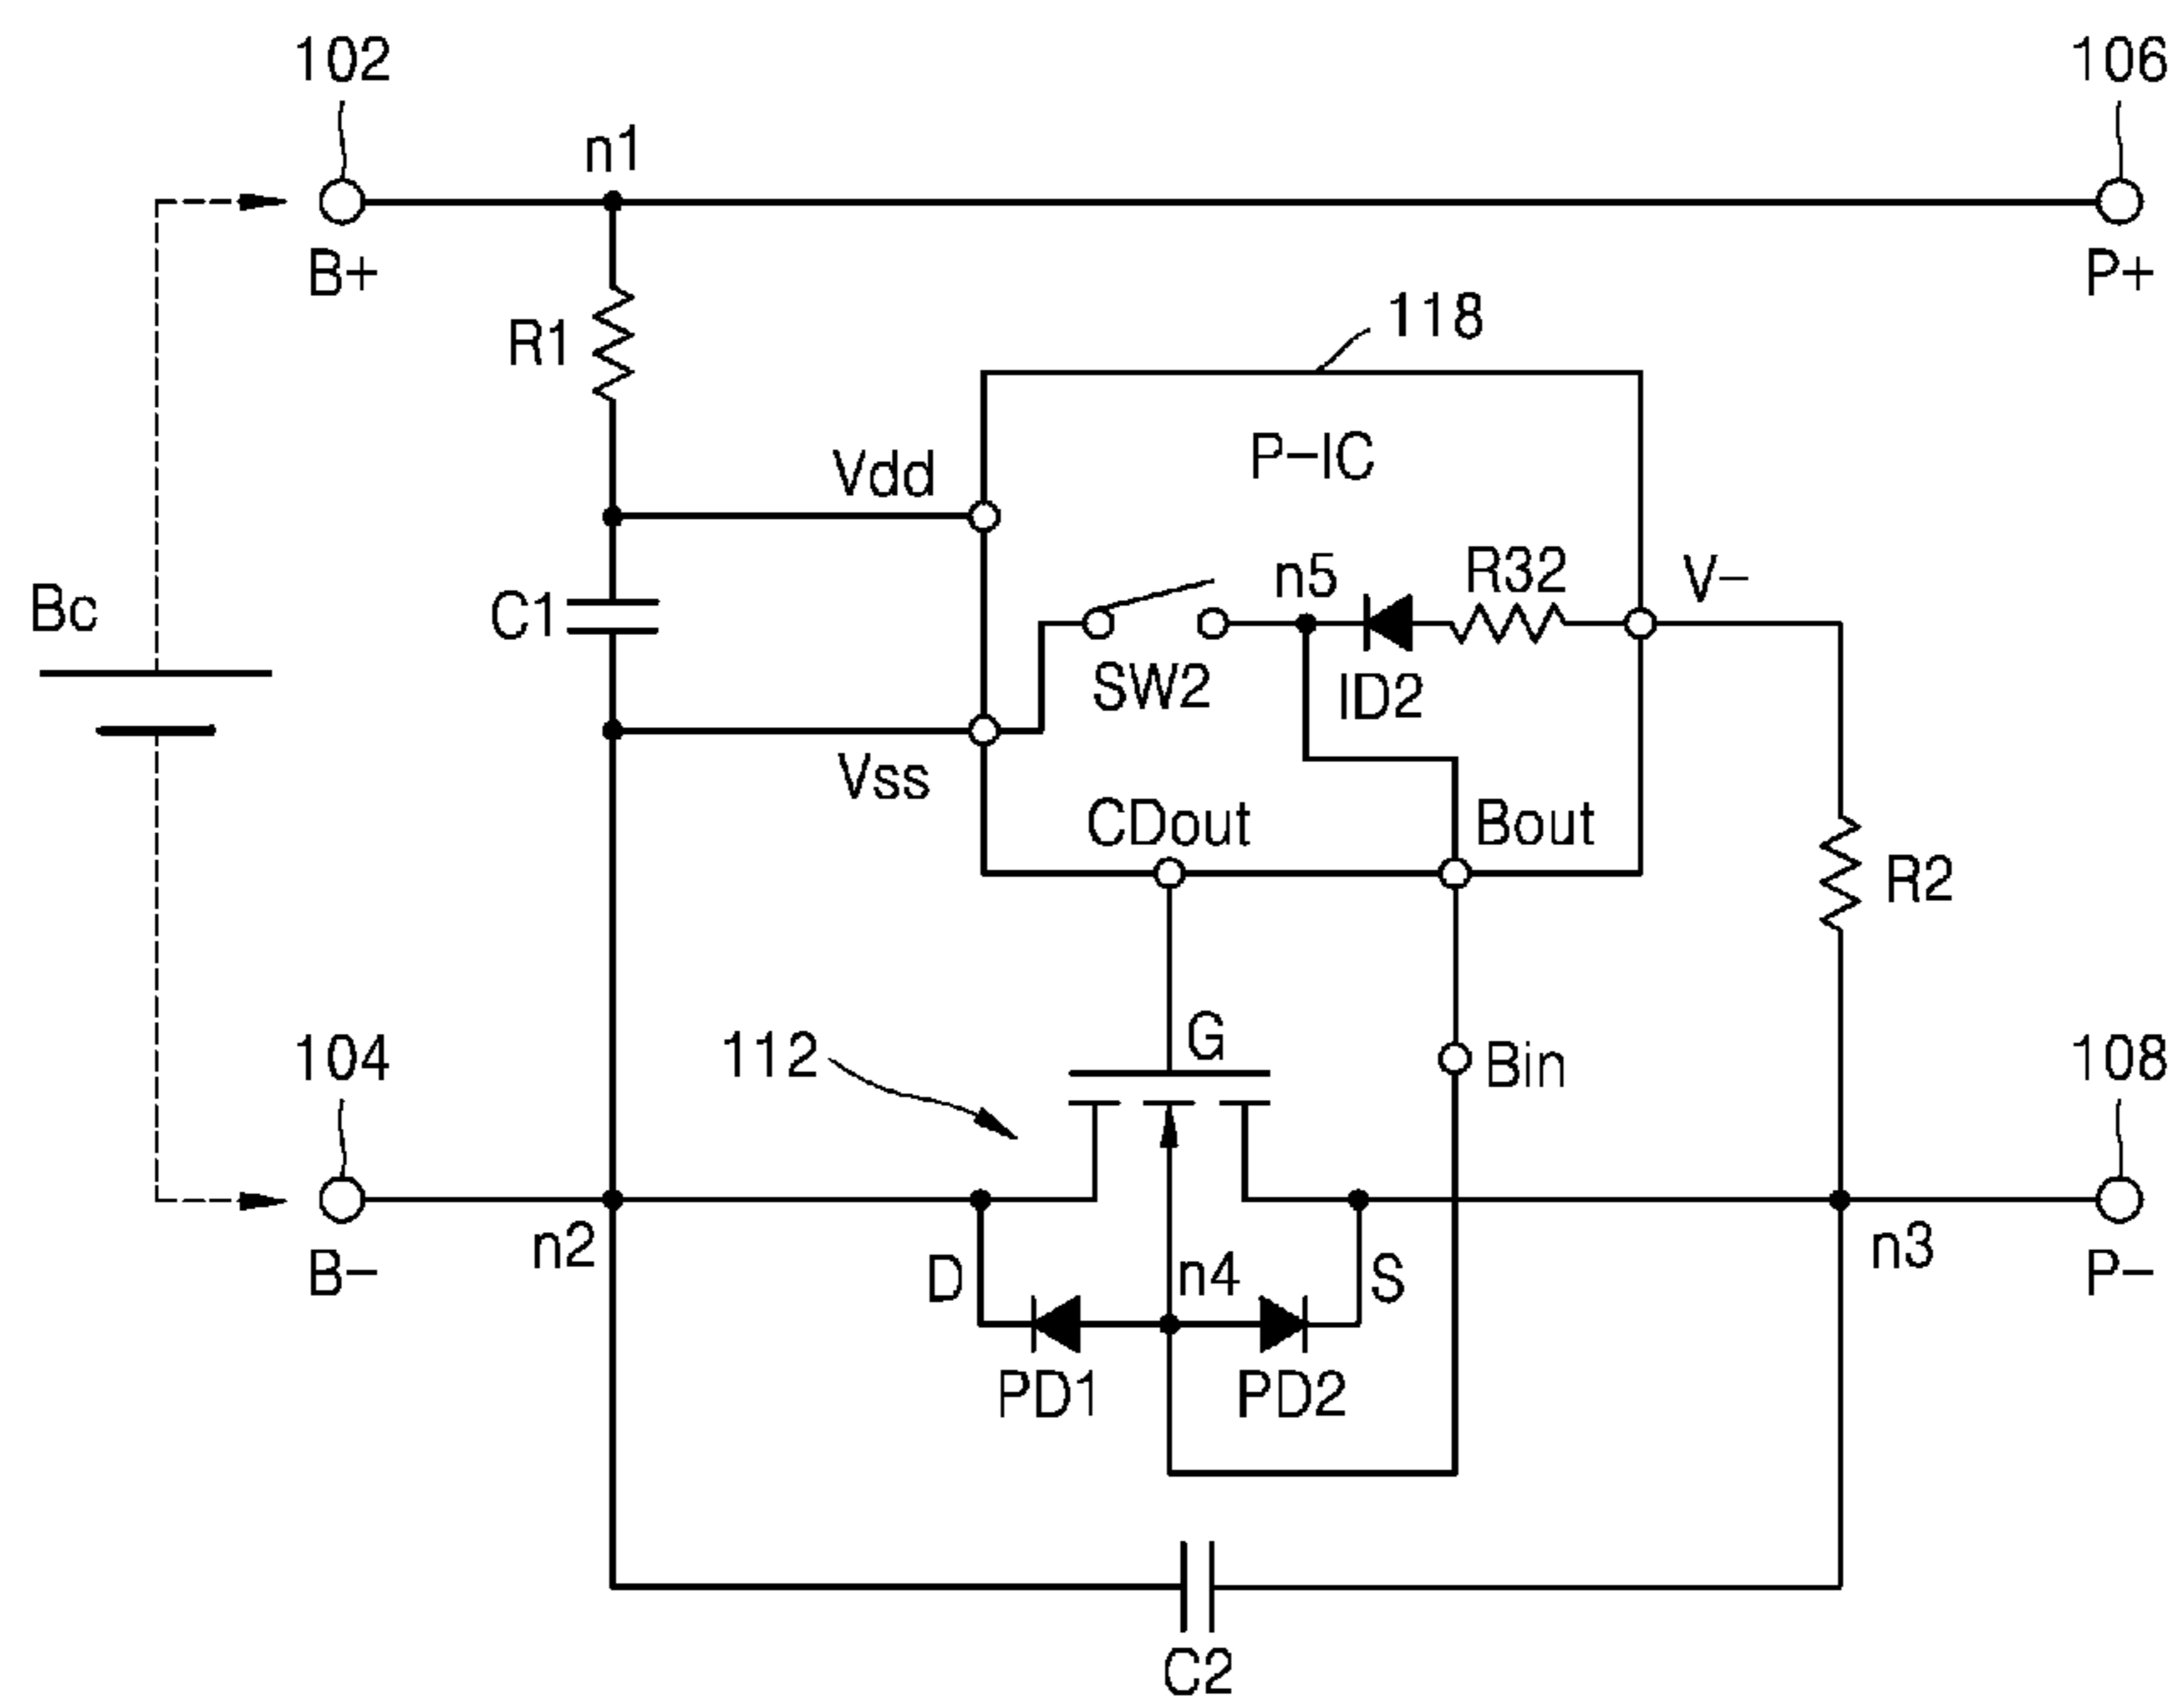 102
106
n1
B+
P+
R1
118
P-IC
Vdd
n5
R32
V-
Bc
C1
SW2
ID2
Vss
CDout
Bout
R2
G
112
Bin
104
108
n2
D
n4
S
n3
B-
P-
PD1
PD2
C2